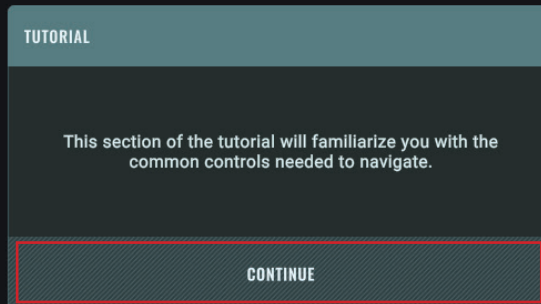 TUTORIAL
This section of the tutorial will familiarize you with the
common controls needed to navigate.
CONTINUE